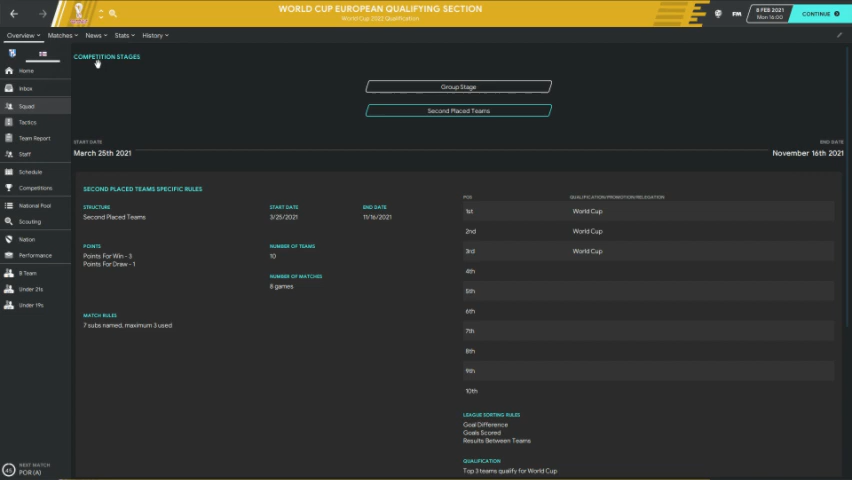 WORLD CUP EUROPEAN QUALIFYING SECTION
World Cup 2022 Qualification
FM
8 FEB 2021
Mon 16:00
CONTINUE
Overview
Matches
News
Stats
History
Home
Inbox
Squad
Tactics
Team Report
Staff
Schedule
Competitions
National Pool
Scouting
Nation
Performance
B Team
Under 21s
Under 19s
NEXT MATCH
POR (A)
COMPETITION STAGES
Group Stage
Second Placed Teams
START DATE
March 25th 2021
END DATE
November 16th 2021
SECOND PLACED TEAMS SPECIFIC RULES
STRUCTURE
Second Placed Teams
START DATE
3/25/2021
END DATE
11/16/2021
POINTS
Points For Win - 3
Points For Draw - 1
NUMBER OF TEAMS
10
NUMBER OF MATCHES
8 games
MATCH RULES
7 subs named, maximum 3 used
POS QUALIFICATION/PROMOTION/RELEGATION
1st World Cup
2nd World Cup
3rd World Cup
4th
5th
6th
7th
8th
9th
10th
LEAGUE SORTING RULES
Goal Difference
Goals Scored
Results Between Teams
QUALIFICATION
Top 3 teams qualify for World Cup